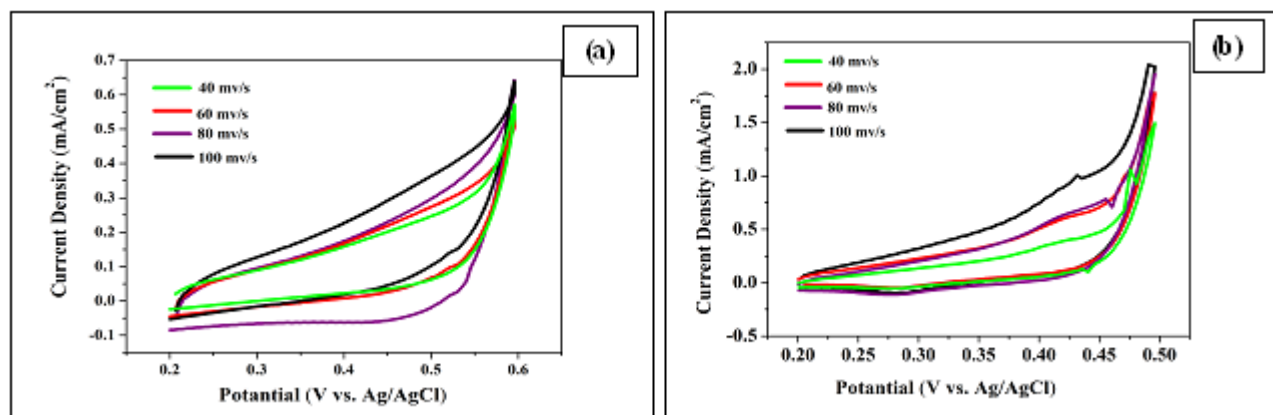 (a)
0.7
0.6
0.5
0.4
0.3
0.2
0.1
0.0
-0.1
Current Density (mA/cm2)
40 mv/s
60 mv/s
80 mv/s
100 mv/s
0.2 0.3 0.4 0.5 0.6
Potantial (V vs. Ag/AgCl)
(b)
2.0
1.5
1.0
0.5
0.0
-0.5
Current Density (mA/cm2)
40 mv/s
60 mv/s
80 mv/s
100 mv/s
0.20 0.25 0.30 0.35 0.40 0.45 0.50
Potantial (V vs. Ag/AgCl)